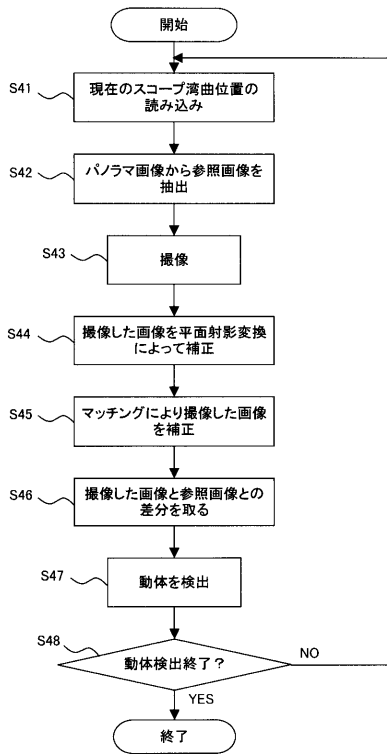 開始
S41
現在のスコープ湾曲位置の
読み込み
S42
パノラマ画像から参照画像を
抽出
S43
撮像
S44
撮像した画像を平面射影変換
によって補正
S45
マッチングにより撮像した画像
を補正
S46
撮像した画像と参照画像との
差分を取る
S47
動体を検出
S48
動体検出終了？
NO
YES
終了